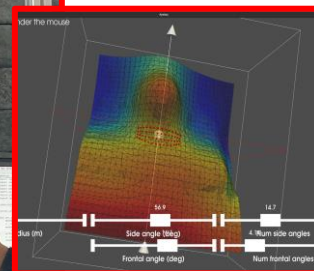 nder the mouse
56.9
14.7
dius (m)
Side angle (deg)
Num side angles
Frontal angle (deg)
Num frontal angles